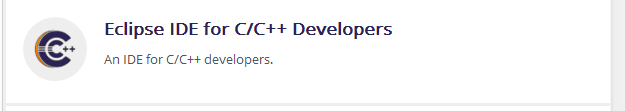 Eclipse IDE for C/C++ Developers
C++
An IDE for C/C++ developers.